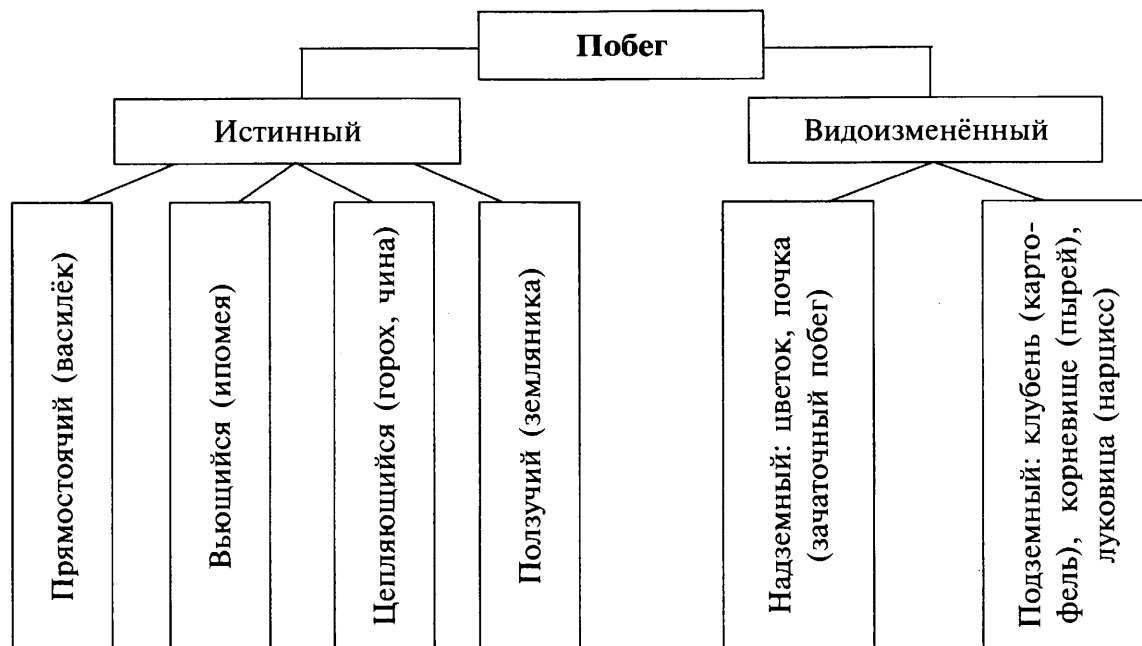 Побег
Истинный
Видоизменённый
Прямостоячий (василёк)
Вьющийся (ипомея)
Цепляющийся (горох, чина)
Ползучий (земляника)
Надземный: цветок, почка
(зачаточный побег)
Подземный: клубень (карто-
фель), корневище (пырей),
луковица (нарцисс)